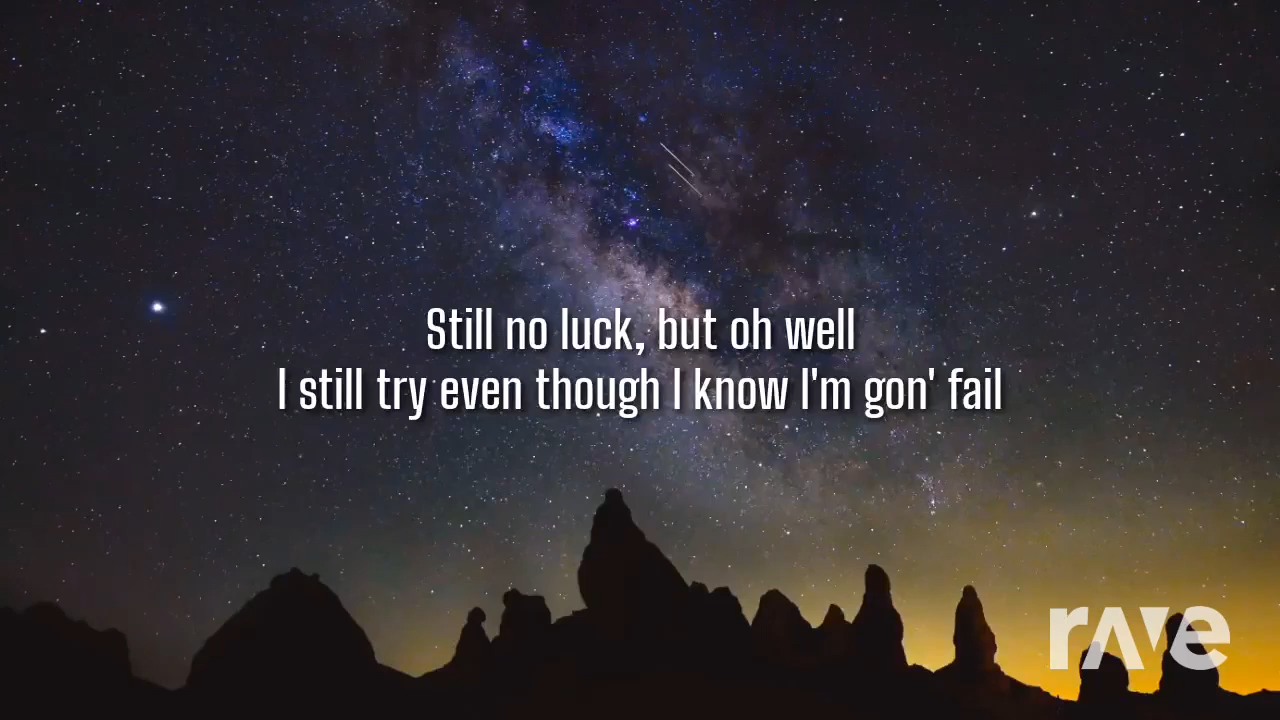 Still no luck, but oh well
I still try even though I know I'm gon' fail
rave